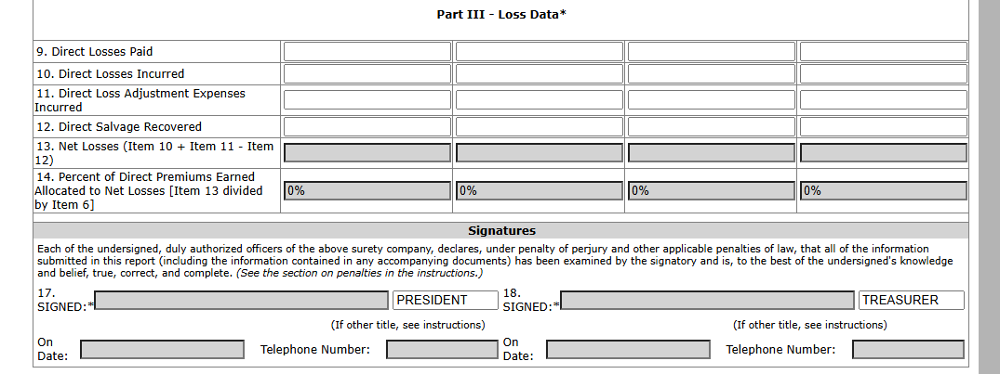 Part III - Loss Data*
9. Direct Losses Paid
10. Direct Losses Incurred
11. Direct Loss Adjustment Expenses
Incurred
12. Direct Salvage Recovered
13. Net Losses (Item 10 + Item 11 - Item
12)
14. Percent of Direct Premiums Earned
Allocated to Net Losses [Item 13 divided
by Item 6]
0% 0% 0% 0%
Signatures
Each of the undersigned, duly authorized officers of the above surety company, declares, under penalty of perjury and other applicable penalties of law, that all of the information
submitted in this report (including the information contained in any accompanying documents) has been examined by the signatory and is, to the best of the undersigned's knowledge
and belief, true, correct, and complete. (See the section on penalties in the instructions.)
17.
SIGNED:* PRESIDENT
(If other title, see instructions)
On
Date: Telephone Number:
18.
SIGNED:* TREASURER
(If other title, see instructions)
On
Date: Telephone Number: